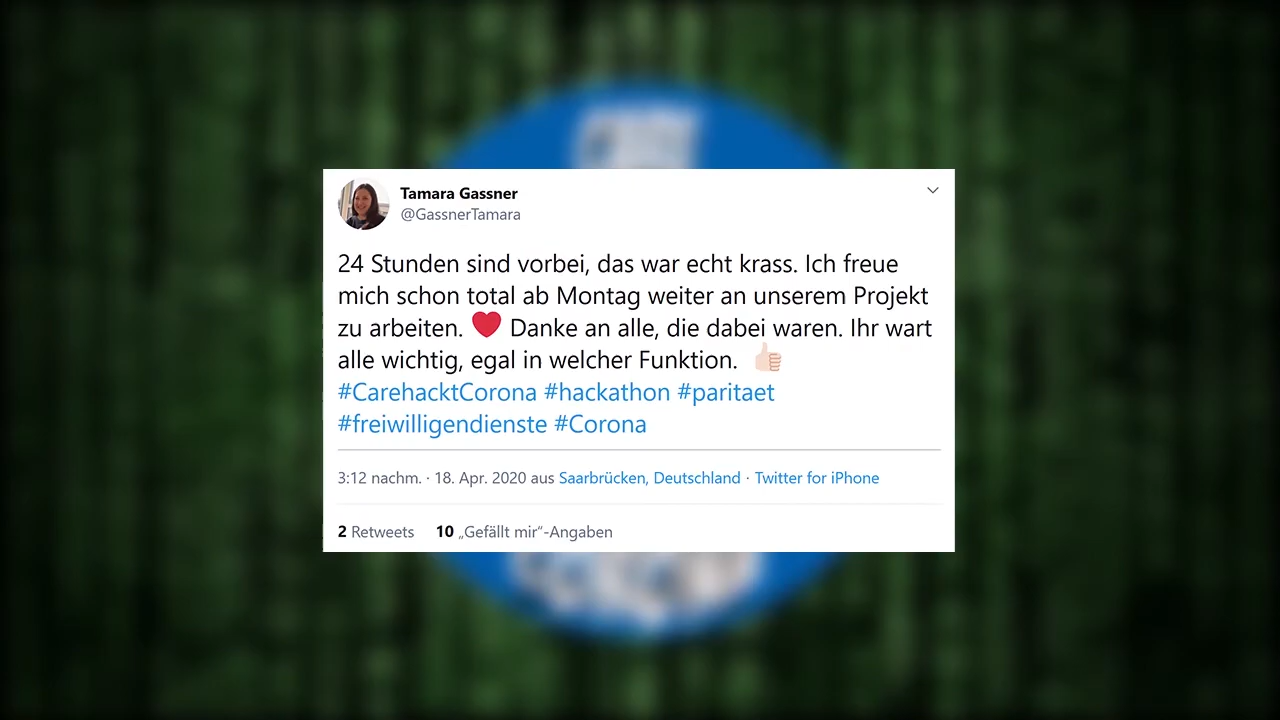 Tamara Gassner
@GassnerTamara
24 Stunden sind vorbei, das war echt krass. Ich freue
mich schon total ab Montag weiter an unserem Projekt
zu arbeiten. ❤️ Danke an alle, die dabei waren. Ihr wart
alle wichtig, egal in welcher Funktion. 👍🏻
#CarehacktCorona #hackathon #paritaet
#freiwilligendienste #Corona
3:12 nachm. · 18. Apr. 2020 aus Saarbrücken, Deutschland · Twitter for iPhone
2 Retweets 10 „Gefällt mir“-Angaben